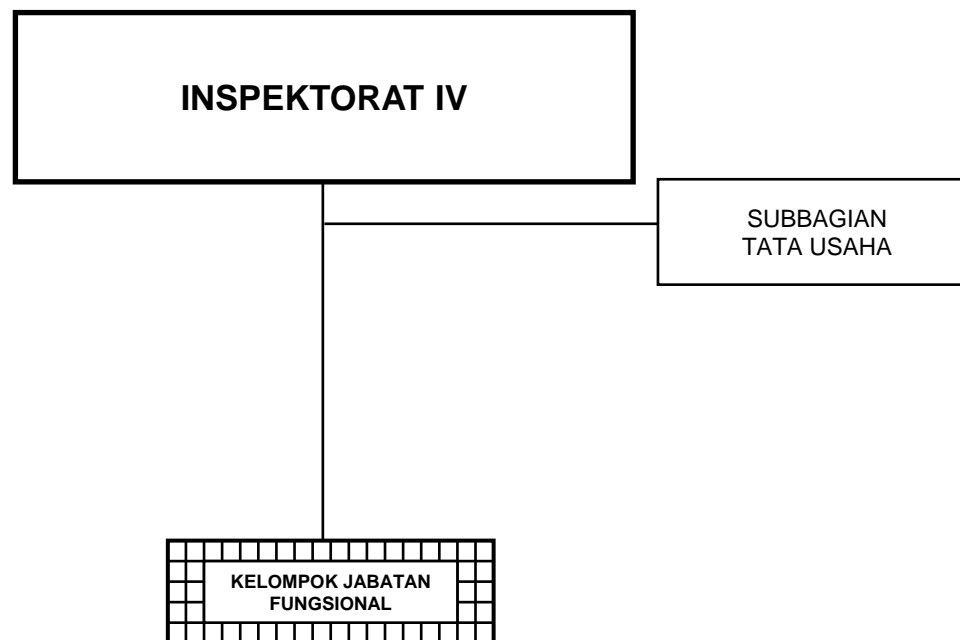 INSPEKTORAT IV
SUBBAGIAN
TATA USAHA
KELOMPOK JABATAN
FUNGSIONAL